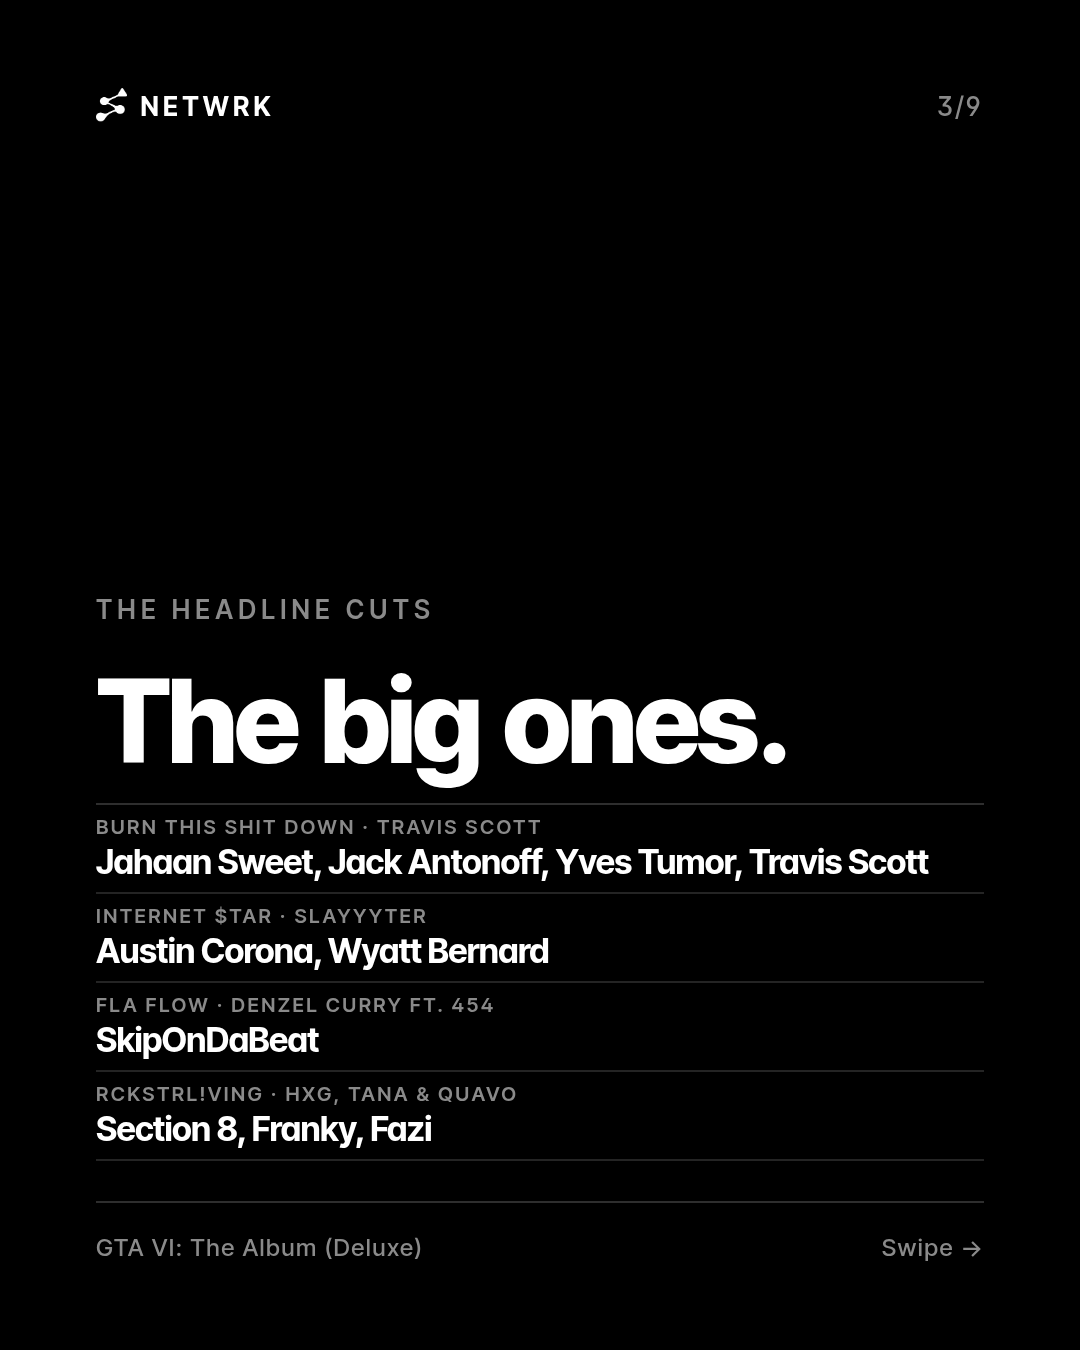 NETWRK
3/9
THE HEADLINE CUTS
The big ones.
BURN THIS SHIT DOWN · TRAVIS SCOTT
Jahaan Sweet, Jack Antonoff, Yves Tumor, Travis Scott
INTERNET $TAR · SLAYYYTER
Austin Corona, Wyatt Bernard
FLA FLOW · DENZEL CURRY FT. 454
SkipOnDaBeat
RCKSTRL!VING · HXG, TANA & QUAVO
Section 8, Franky, Fazi
GTA VI: The Album (Deluxe)
Swipe →